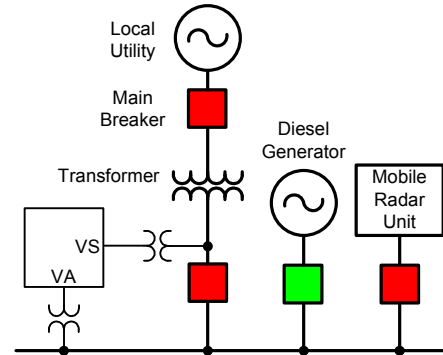 Local
Utility
Main
Breaker
Diesel
Generator
Transformer
Mobile
Radar
Unit
VS
VA